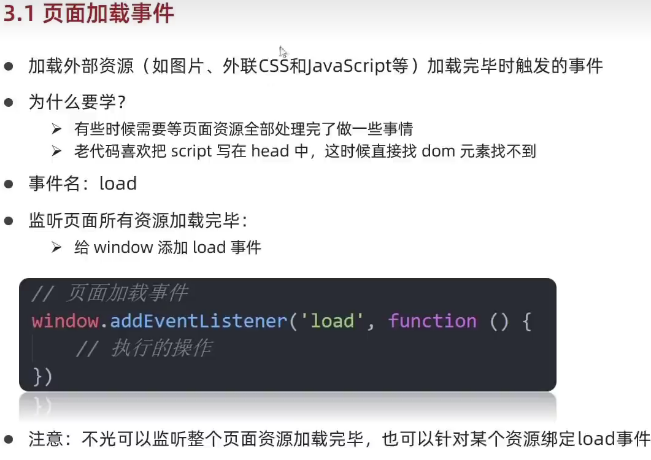 3.1 页面加载事件
● 加载外部资源（如图片、外联CSS和JavaScript等）加载完毕时触发的事件
● 为什么要学？
➢ 有些时候需要等页面资源全部处理完了做一些事情
➢ 老代码喜欢把 script 写在 head 中，这时候直接找 dom 元素找不到
● 事件名：load
● 监听页面所有资源加载完毕：
➢ 给 window 添加 load 事件
// 页面加载事件
window.addEventListener('load', function () {
// 执行的操作
})
● 注意：不光可以监听整个页面资源加载完毕，也可以针对某个资源绑定load事件